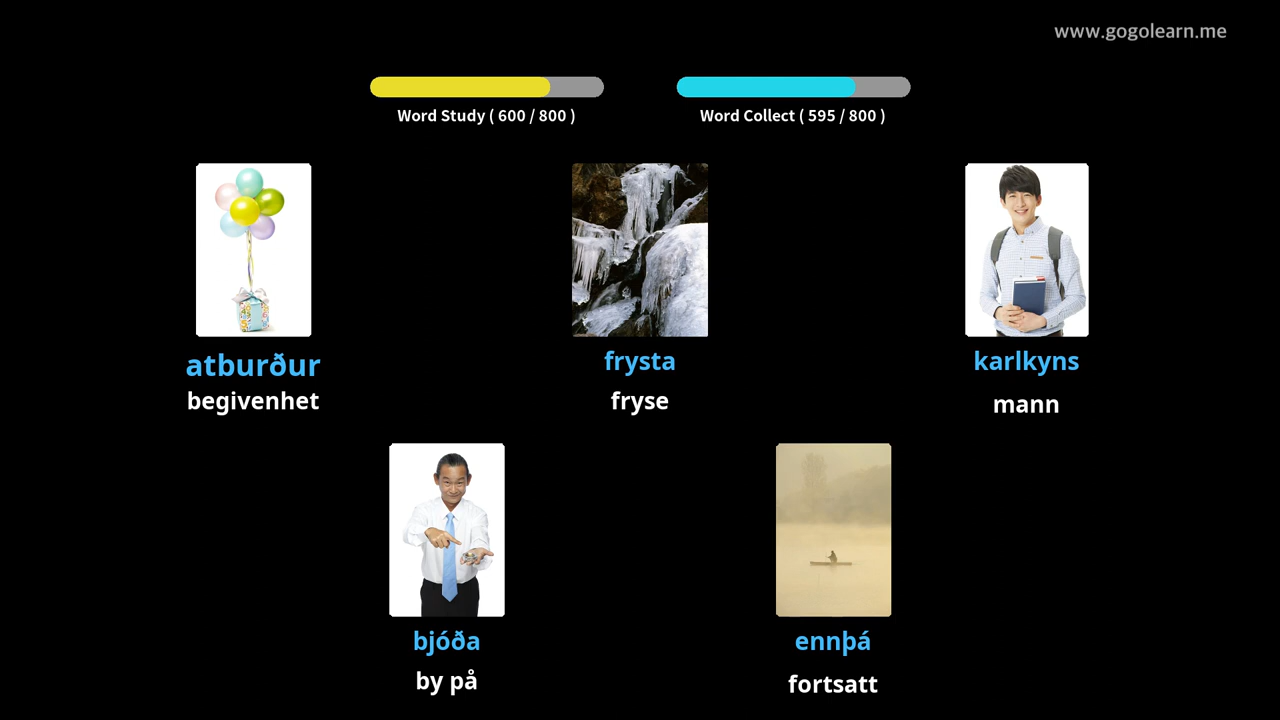 www.gogolearn.me
Word Study ( 600 / 800 )
Word Collect ( 595 / 800 )
atburður
begivenhet
frysta
fryse
karlkyns
mann
bjóða
by på
ennþá
fortsatt